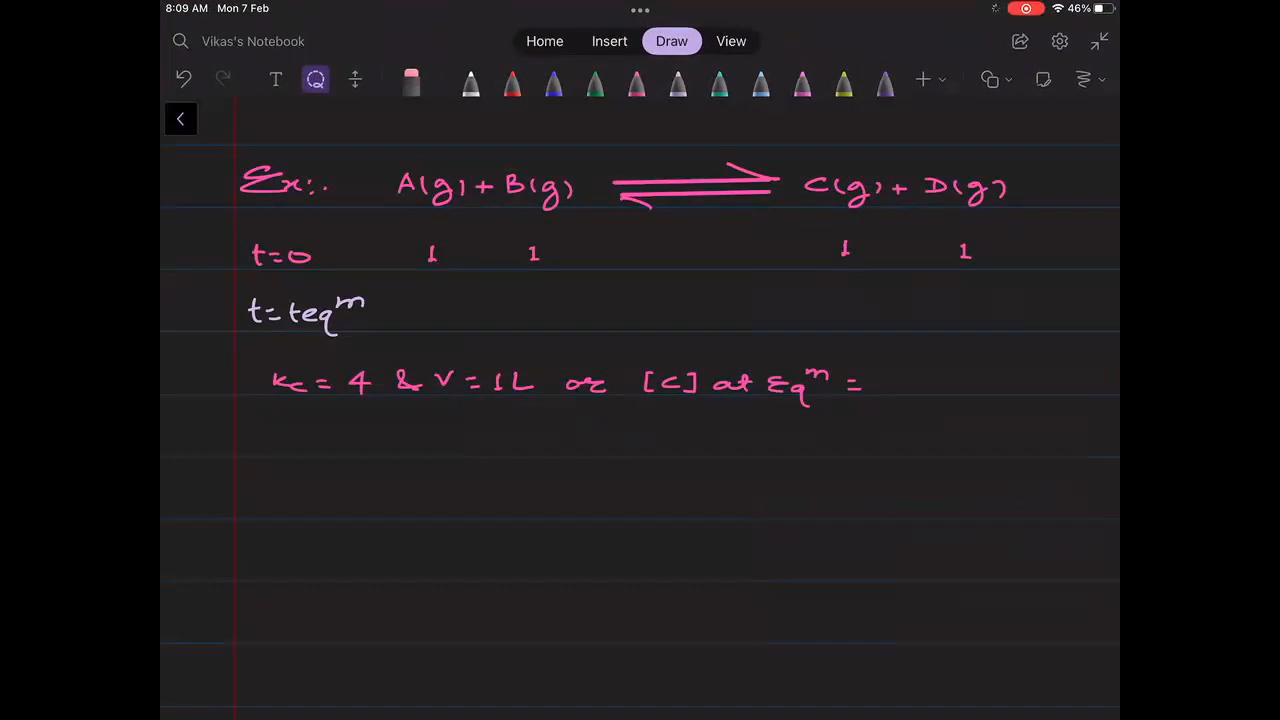 8:09 AM Mon 7 Feb 46%
Vikas's Notebook Home Insert Draw View
Ex:. A(g) + B(g) ⇌ C(g) + D(g)
t=0 1 1 1 1
t=teqᵐ
Kc = 4 & V = 1L or [C] at Eqᵐ =